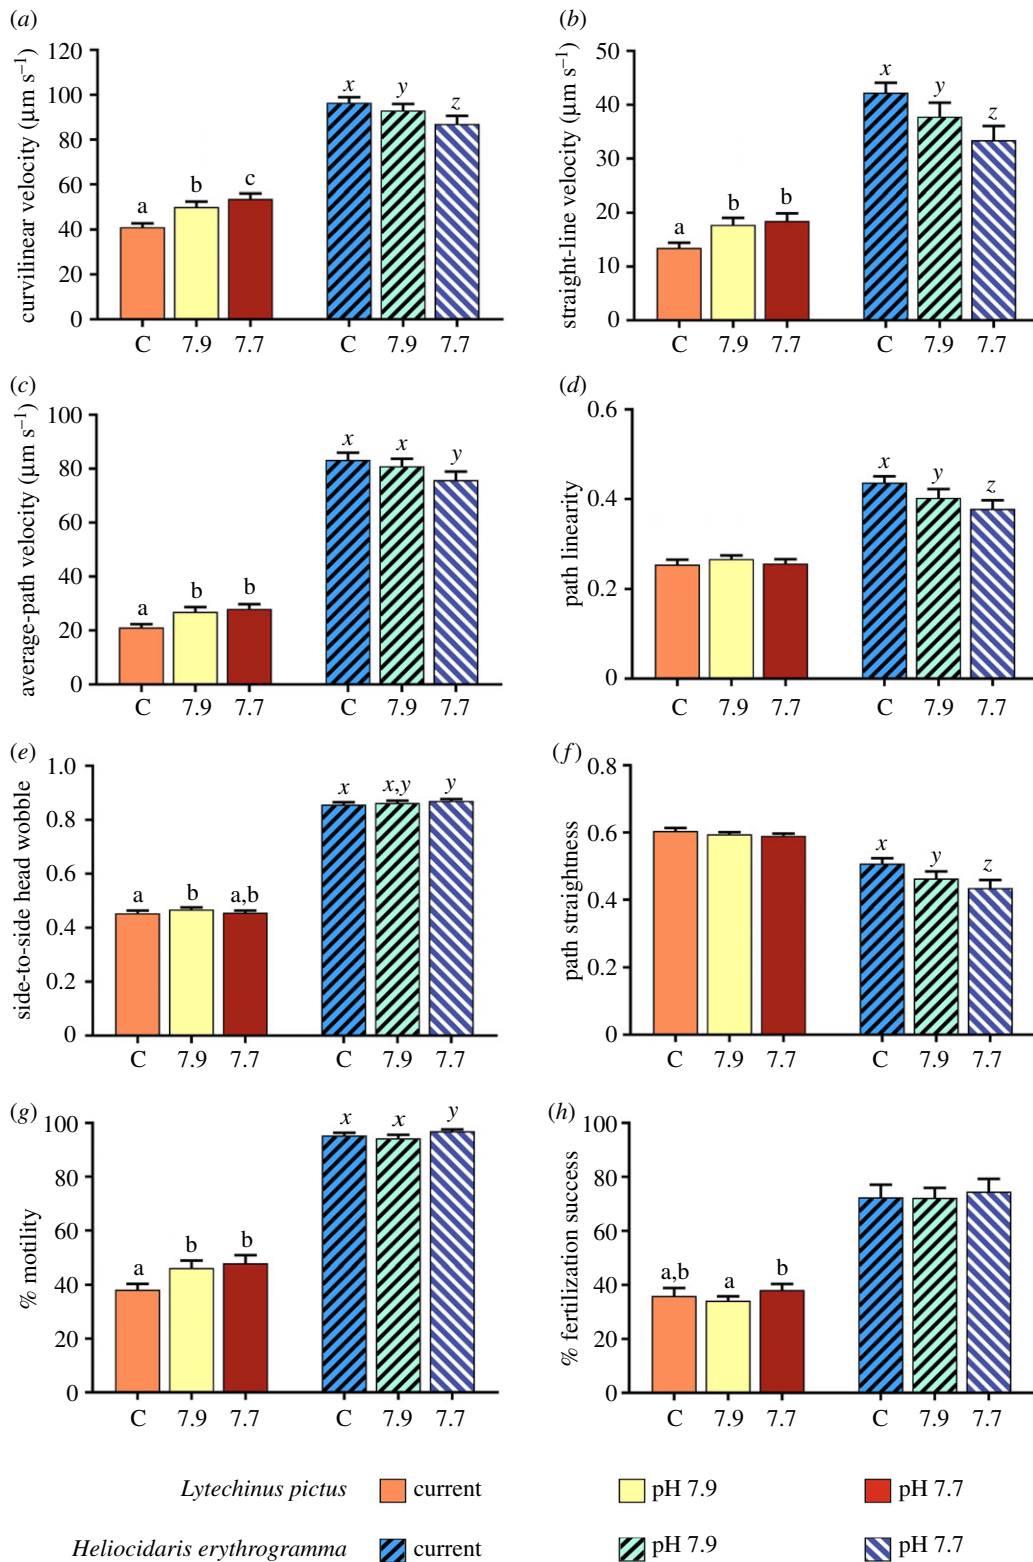 (a)
curvilinear velocity (µm s⁻¹)
120
100
80
60
40
20
0
a
b
c
x
y
z
C 7.9 7.7 C 7.9 7.7
(b)
straight-line velocity (µm s⁻¹)
50
40
30
20
10
0
a
b
b
x
y
z
C 7.9 7.7 C 7.9 7.7
(c)
average-path velocity (µm s⁻¹)
100
80
60
40
20
0
a
b
b
x
x
y
C 7.9 7.7 C 7.9 7.7
(d)
path linearity
0.6
0.4
0.2
0
x
y
z
C 7.9 7.7 C 7.9 7.7
(e)
side-to-side head wobble
1.0
0.8
0.6
0.4
0.2
0
a
b
a,b
x
x,y
y
C 7.9 7.7 C 7.9 7.7
(f)
path straightness
0.8
0.6
0.4
0.2
0
x
y
z
C 7.9 7.7 C 7.9 7.7
(g)
% motility
100
80
60
40
20
0
a
b
b
x
x
y
C 7.9 7.7 C 7.9 7.7
(h)
% fertilization success
100
80
60
40
20
0
a,b
a
b
C 7.9 7.7 C 7.9 7.7
Lytechinus pictus current pH 7.9 pH 7.7
Heliocidaris erythrogramma current pH 7.9 pH 7.7